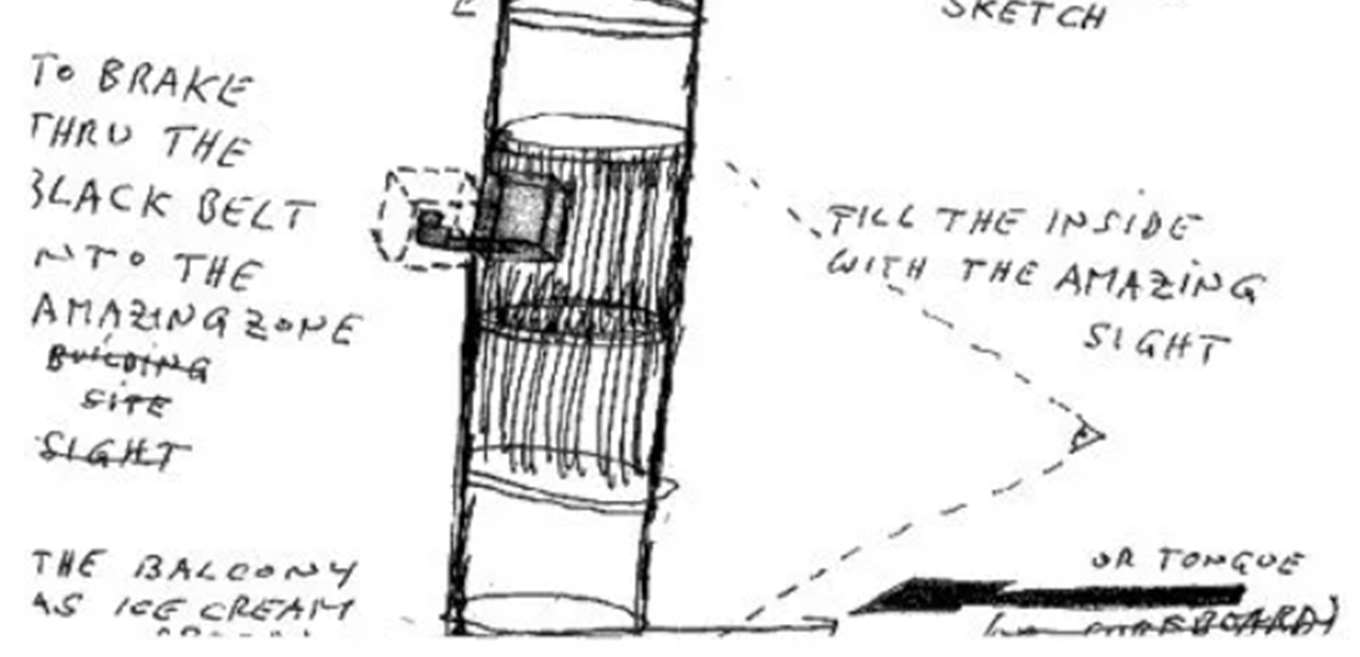 SKETCH
TO BRAKE
THRU THE
BLACK BELT
NTO THE
AMAZING ZONE
BUILDING
SITE
SIGHT
FILL THE INSIDE
WITH THE AMAZING
SIGHT
THE BALCONY
AS ICE CREAM
OR TONGUE